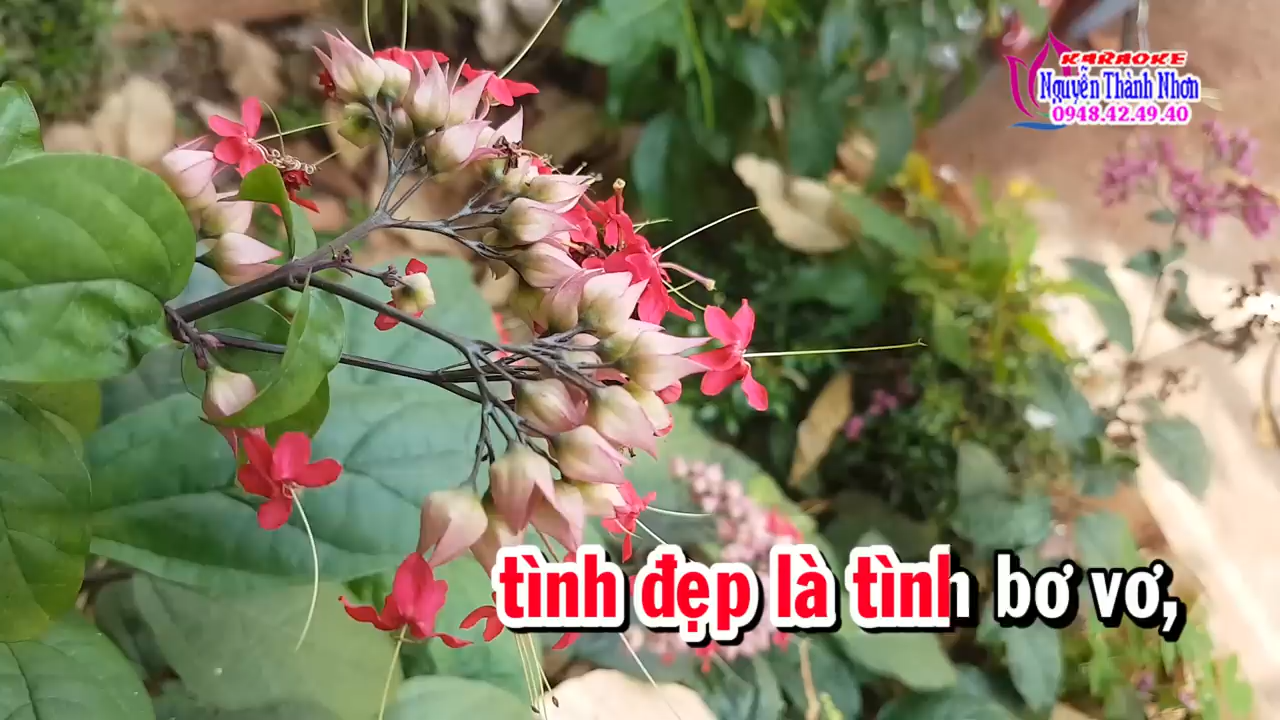 KARAOKE
Nguyễn Thành Nhơn
0948.42.49.40
tình đẹp là tình bơ vơ,